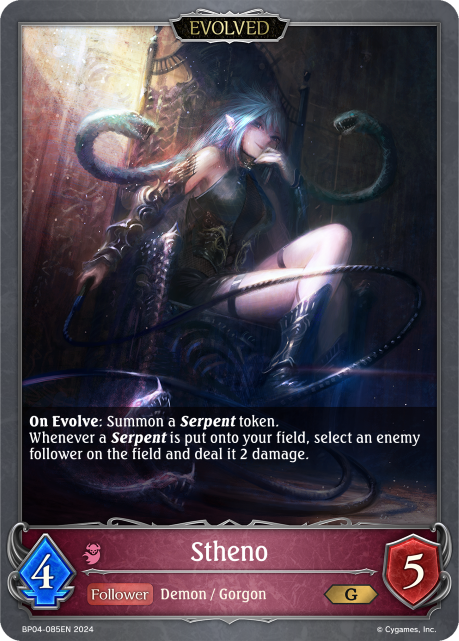 EVOLVED
On Evolve: Summon a Serpent token.
Whenever a Serpent is put onto your field, select an enemy
follower on the field and deal it 2 damage.
Stheno
4
Follower Demon / Gorgon
G
5
BP04-085EN 2024
© Cygames, Inc.